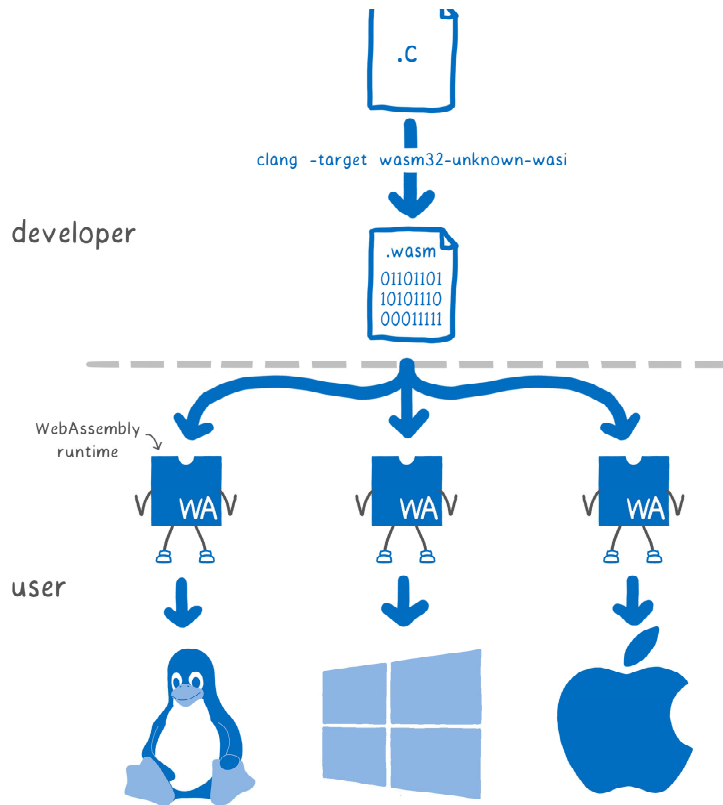 .c
clang -target wasm32-unknown-wasi
developer
.wasm
01101101
10101110
00011111
WebAssembly
runtime
WA
WA
WA
user